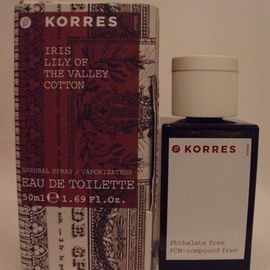 KORRES
IRIS
LILY OF
THE VALLEY
COTTON
NATURAL SPRAY / VAPORISATEUR
EAU DE TOILETTE
50ml e 1.69 Fl.Oz.
KORRES
Phthalate free
PCM-compound free